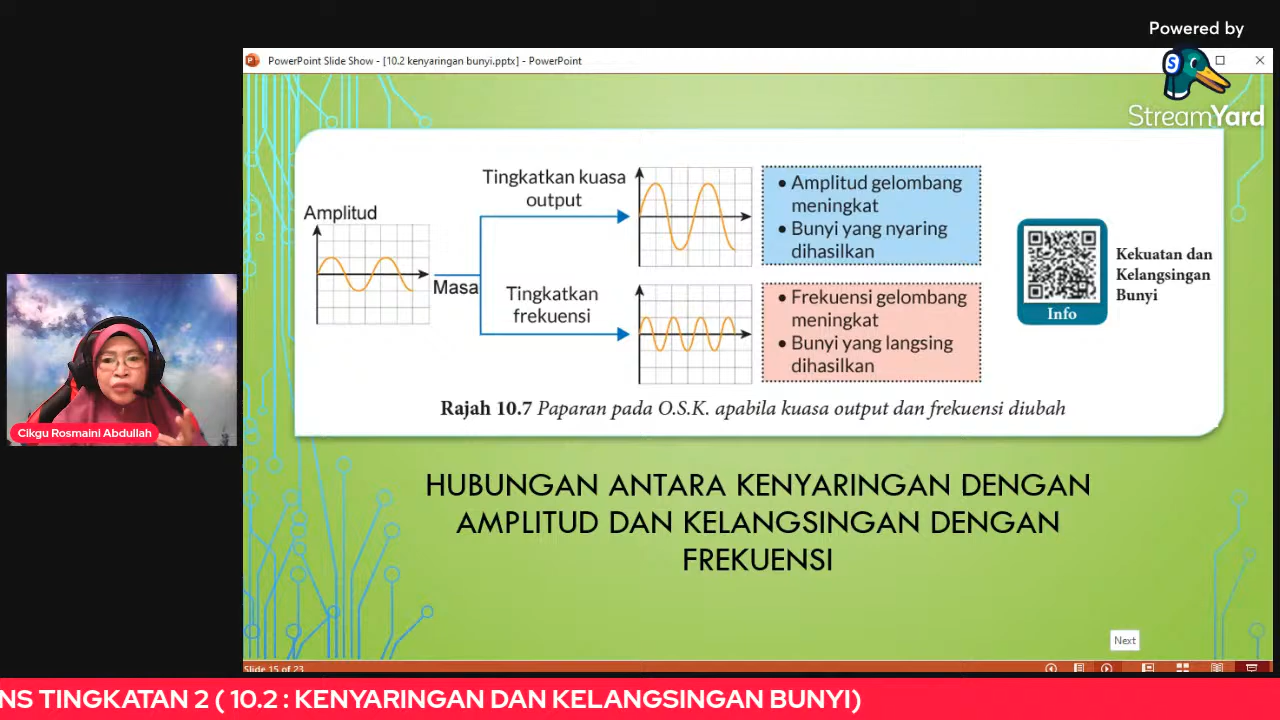 Powered by
StreamYard
PowerPoint Slide Show - [10.2 kenyaringan bunyi.pptx] - PowerPoint
Amplitud
Masa
Tingkatkan kuasa
output
• Amplitud gelombang
meningkat
• Bunyi yang nyaring
dihasilkan
Tingkatkan
frekuensi
• Frekuensi gelombang
meningkat
• Bunyi yang langsing
dihasilkan
Info
Kekuatan dan
Kelangsingan
Bunyi
Rajah 10.7 Paparan pada O.S.K. apabila kuasa output dan frekuensi diubah
HUBUNGAN ANTARA KENYARINGAN DENGAN
AMPLITUD DAN KELANGSINGAN DENGAN
FREKUENSI
Cikgu Rosmaini Abdullah
Next
Slide 15 of 23
NS TINGKATAN 2 ( 10.2 : KENYARINGAN DAN KELANGSINGAN BUNYI)